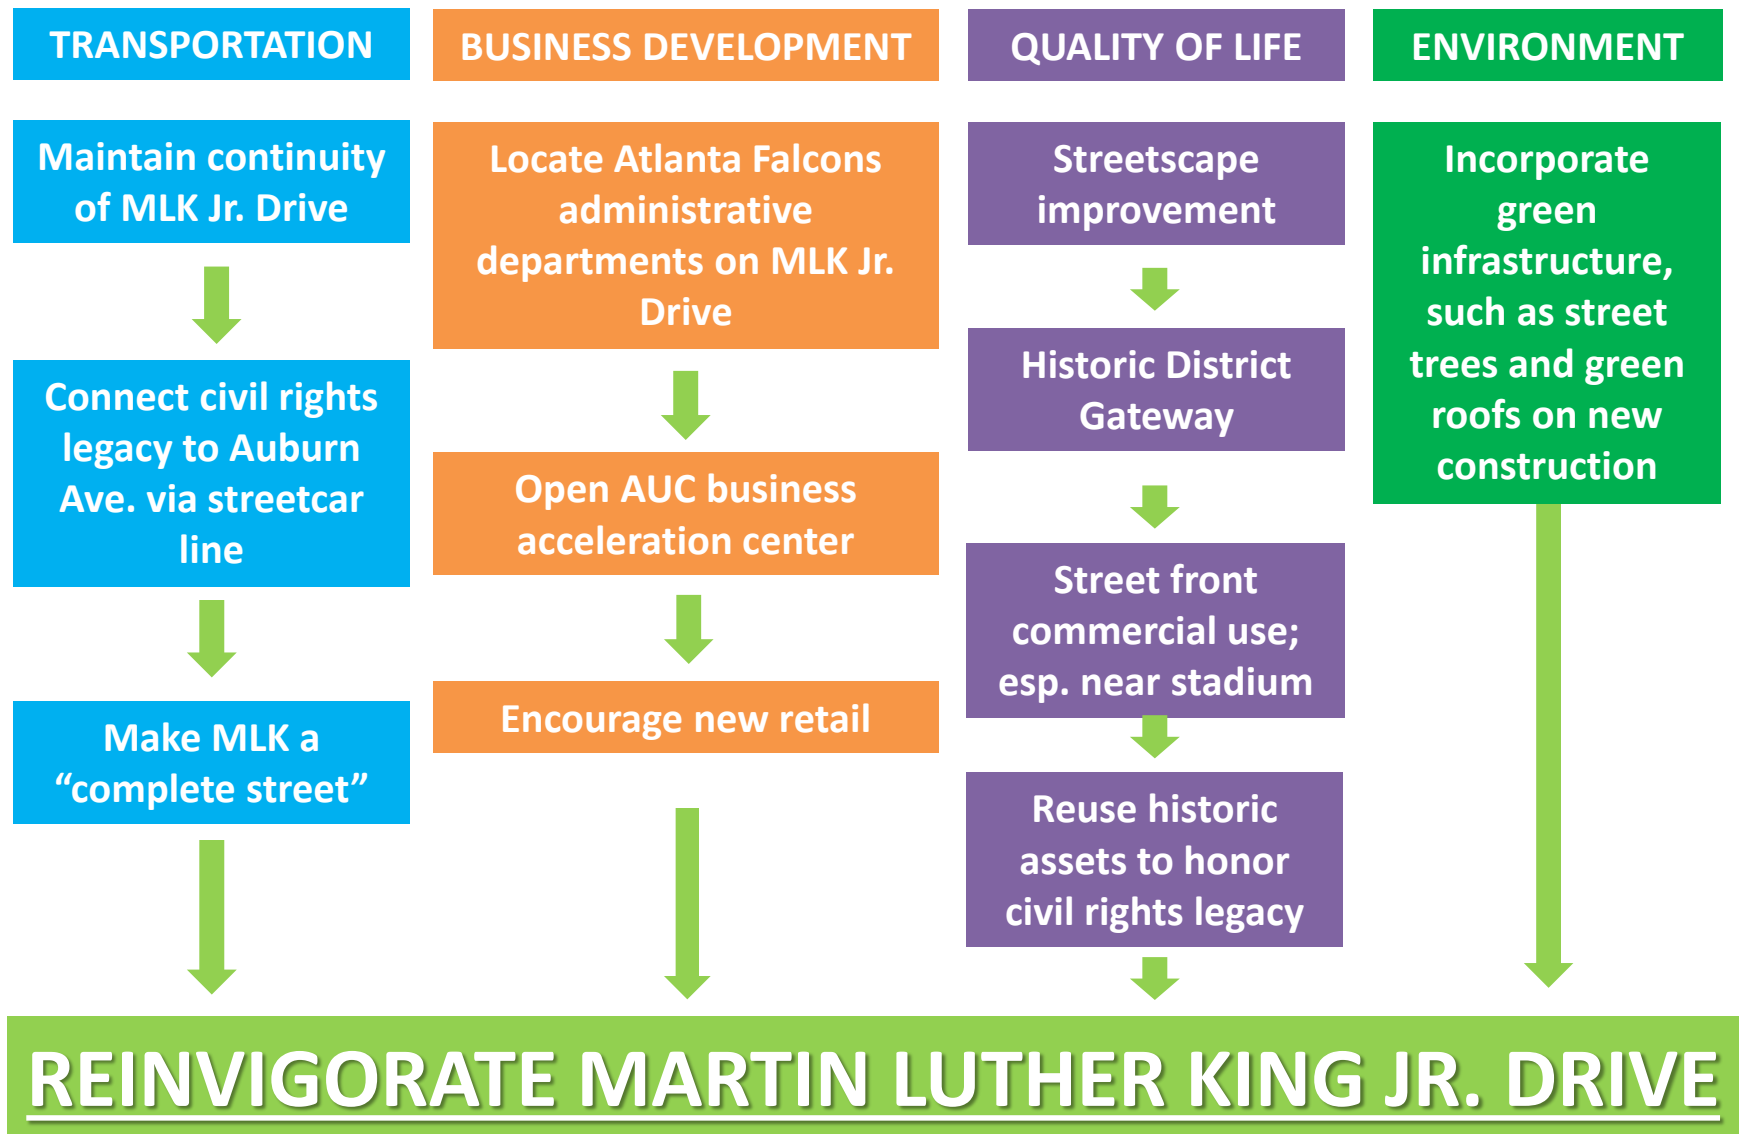 TRANSPORTATION
Maintain continuity
of MLK Jr. Drive
Connect civil rights
legacy to Auburn
Ave. via streetcar
line
Make MLK a
“complete street”
BUSINESS DEVELOPMENT
Locate Atlanta Falcons
administrative
departments on MLK Jr.
Drive
Open AUC business
acceleration center
Encourage new retail
QUALITY OF LIFE
Streetscape
improvement
Historic District
Gateway
Street front
commercial use;
esp. near stadium
Reuse historic
assets to honor
civil rights legacy
ENVIRONMENT
Incorporate
green
infrastructure,
such as street
trees and green
roofs on new
construction
REINVIGORATE MARTIN LUTHER KING JR. DRIVE